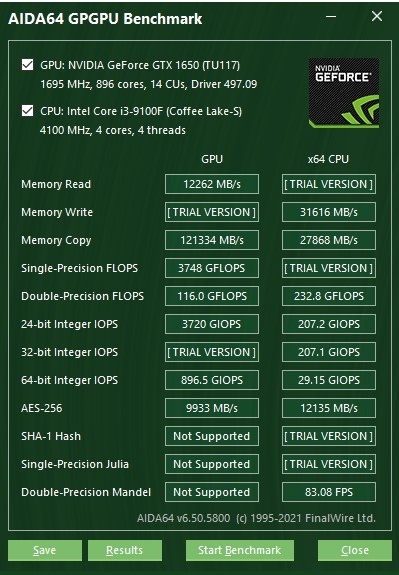 AIDA64 GPGPU Benchmark
GPU: NVIDIA GeForce GTX 1650 (TU117)
1695 MHz, 896 cores, 14 CUs, Driver 497.09
CPU: Intel Core i3-9100F (Coffee Lake-S)
4100 MHz, 4 cores, 4 threads
NVIDIA
GEFORCE
GPU x64 CPU
Memory Read 12262 MB/s [ TRIAL VERSION ]
Memory Write [ TRIAL VERSION ] 31616 MB/s
Memory Copy 121334 MB/s 27868 MB/s
Single-Precision FLOPS 3748 GFLOPS [ TRIAL VERSION ]
Double-Precision FLOPS 116.0 GFLOPS 232.8 GFLOPS
24-bit Integer IOPS 3720 GIOPS 207.2 GIOPS
32-bit Integer IOPS [ TRIAL VERSION ] 207.1 GIOPS
64-bit Integer IOPS 896.5 GIOPS 29.15 GIOPS
AES-256 9933 MB/s 12135 MB/s
SHA-1 Hash Not Supported [ TRIAL VERSION ]
Single-Precision Julia Not Supported [ TRIAL VERSION ]
Double-Precision Mandel Not Supported 83.08 FPS
AIDA64 v6.50.5800 (c) 1995-2021 FinalWire Ltd.
Save Results Start Benchmark Close